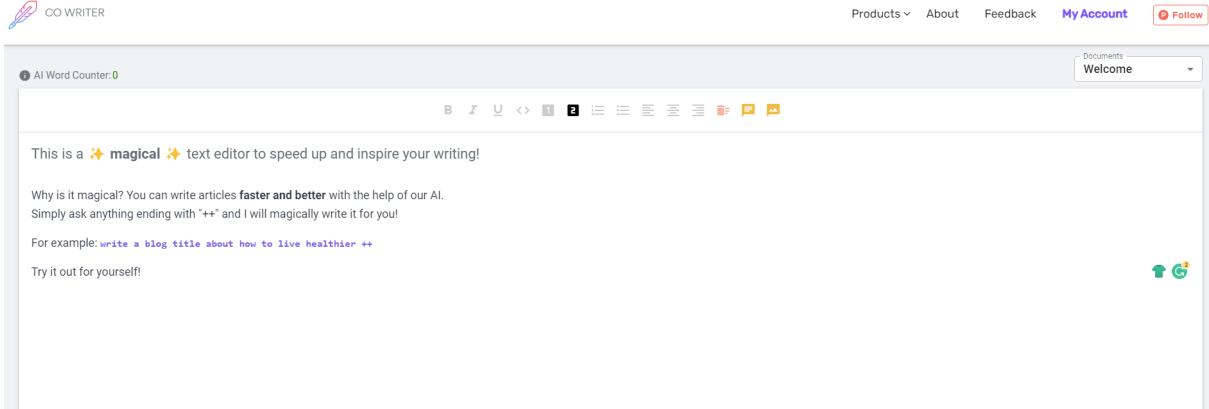 CO WRITER
Products
About
Feedback
My Account
Follow
AI Word Counter: 0
Documents
Welcome
This is a ✨ magical ✨ text editor to speed up and inspire your writing!
Why is it magical? You can write articles faster and better with the help of our AI.
Simply ask anything ending with "++" and I will magically write it for you!
For example: write a blog title about how to live healthier ++
Try it out for yourself!
2